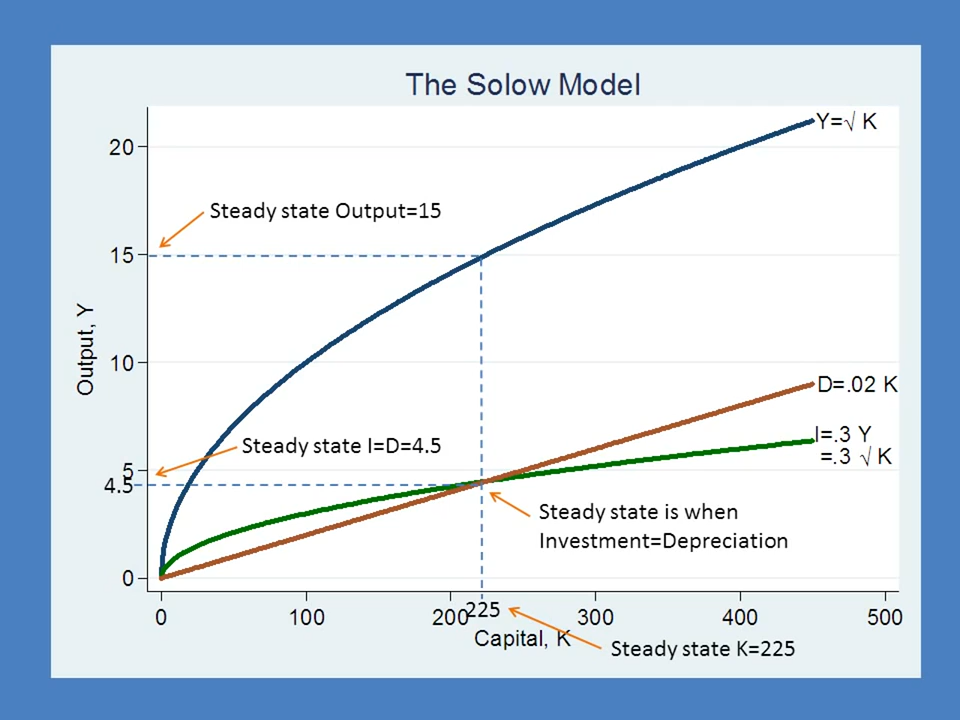 The Solow Model
Y=√ K
20
Steady state Output=15
15
Output, Y
10
D=.02 K
I=.3 Y
=.3 √ K
Steady state I=D=4.5
5
4.5
Steady state is when
Investment=Depreciation
0
0 100 200 225 300 400 500
Capital, K
Steady state K=225